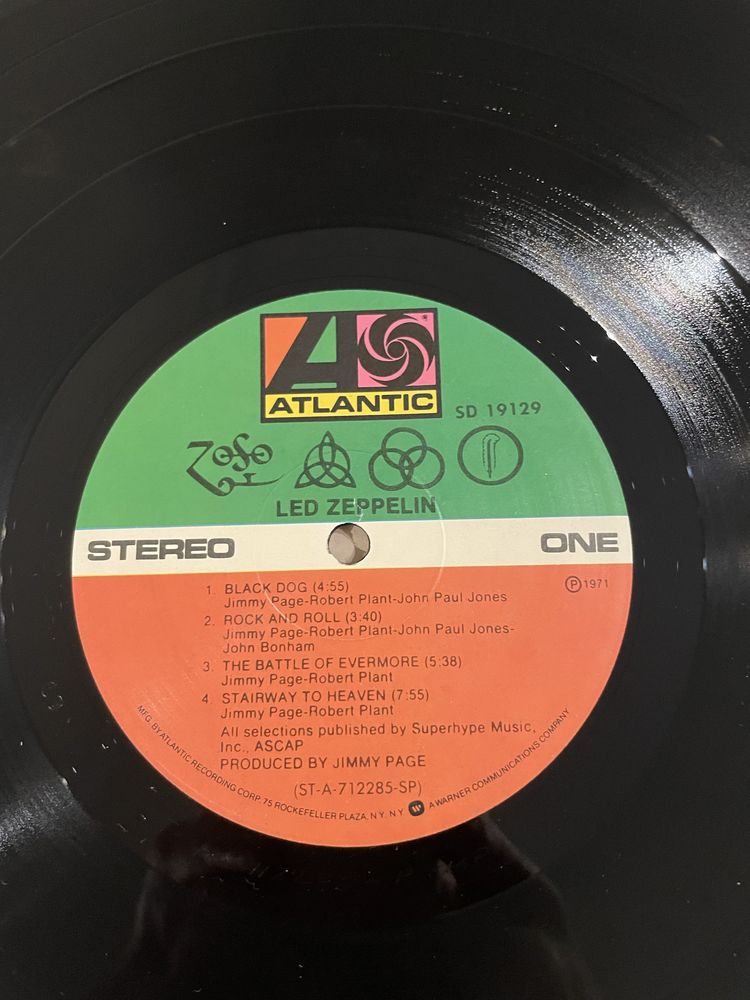 ATLANTIC
SD 19129
LED ZEPPELIN
STEREO
ONE
℗ 1971
1. BLACK DOG (4:55)
Jimmy Page-Robert Plant-John Paul Jones
2. ROCK AND ROLL (3:40)
Jimmy Page-Robert Plant-John Paul Jones-
John Bonham
3. THE BATTLE OF EVERMORE (5:38)
Jimmy Page-Robert Plant
4. STAIRWAY TO HEAVEN (7:55)
Jimmy Page-Robert Plant
All selections published by Superhype Music,
Inc., ASCAP
PRODUCED BY JIMMY PAGE
(ST-A-712285-SP)
MFG. BY ATLANTIC RECORDING CORP. 75 ROCKEFELLER PLAZA, N.Y. N.Y. A WARNER COMMUNICATIONS COMPANY